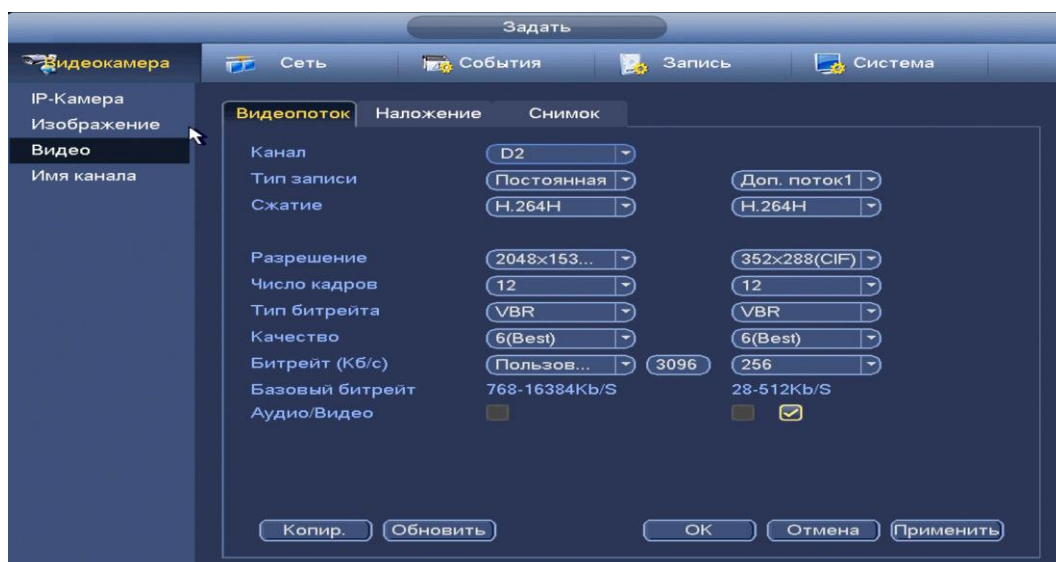 Задать
Видеокамера Сеть События Запись Система
IP-Камера
Изображение
Видео
Имя канала
Видеопоток Наложение Снимок
Канал D2
Тип записи Постоянная Доп. поток1
Сжатие H.264H H.264H
Разрешение 2048x153... 352x288(CIF)
Число кадров 12 12
Тип битрейта VBR VBR
Качество 6(Best) 6(Best)
Битрейт (Кб/с) Пользов... 3096 256
Базовый битрейт 768-16384Kb/S 28-512Kb/S
Аудио/Видео
Копир. Обновить OK Отмена Применить